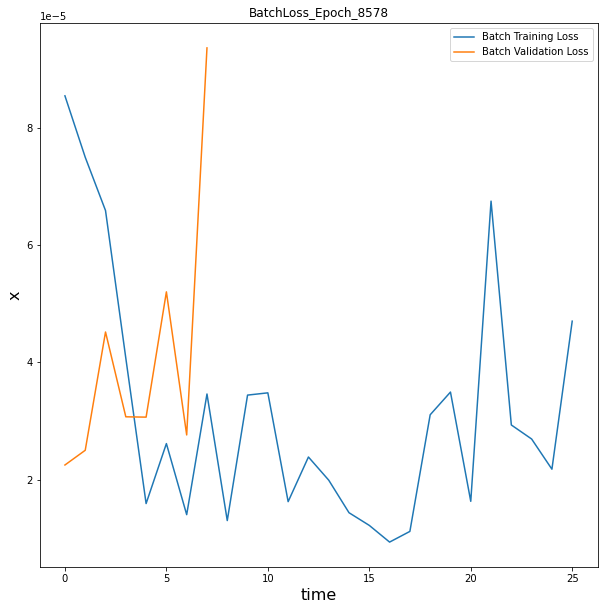 BatchLoss_Epoch_8578
1e−5
Batch Training Loss
Batch Validation Loss
8
6
x
4
2
0 5 10 15 20 25
time